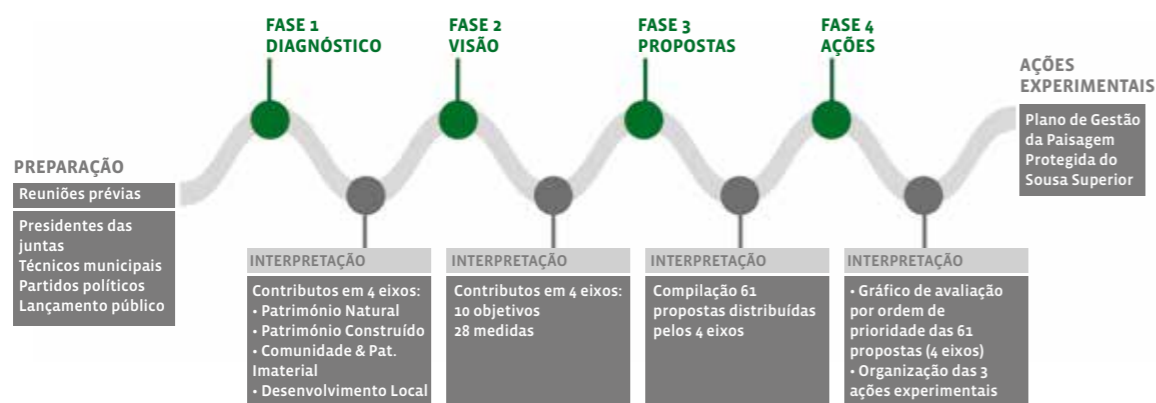 FASE 1
DIAGNÓSTICO
FASE 2
VISÃO
FASE 3
PROPOSTAS
FASE 4
AÇÕES
AÇÕES
EXPERIMENTAIS
Plano de Gestão
da Paisagem
Protegida do
Sousa Superior
PREPARAÇÃO
Reuniões prévias
Presidentes das
juntas
Técnicos municipais
Partidos políticos
Lançamento público
INTERPRETAÇÃO
Contributos em 4 eixos:
• Património Natural
• Património Construído
• Comunidade & Pat.
Imaterial
• Desenvolvimento Local
INTERPRETAÇÃO
Contributos em 4 eixos:
10 objetivos
28 medidas
INTERPRETAÇÃO
Compilação 61
propostas distribuídas
pelos 4 eixos
INTERPRETAÇÃO
• Gráfico de avaliação
por ordem de
prioridade das 61
propostas (4 eixos)
• Organização das 3
ações experimentais